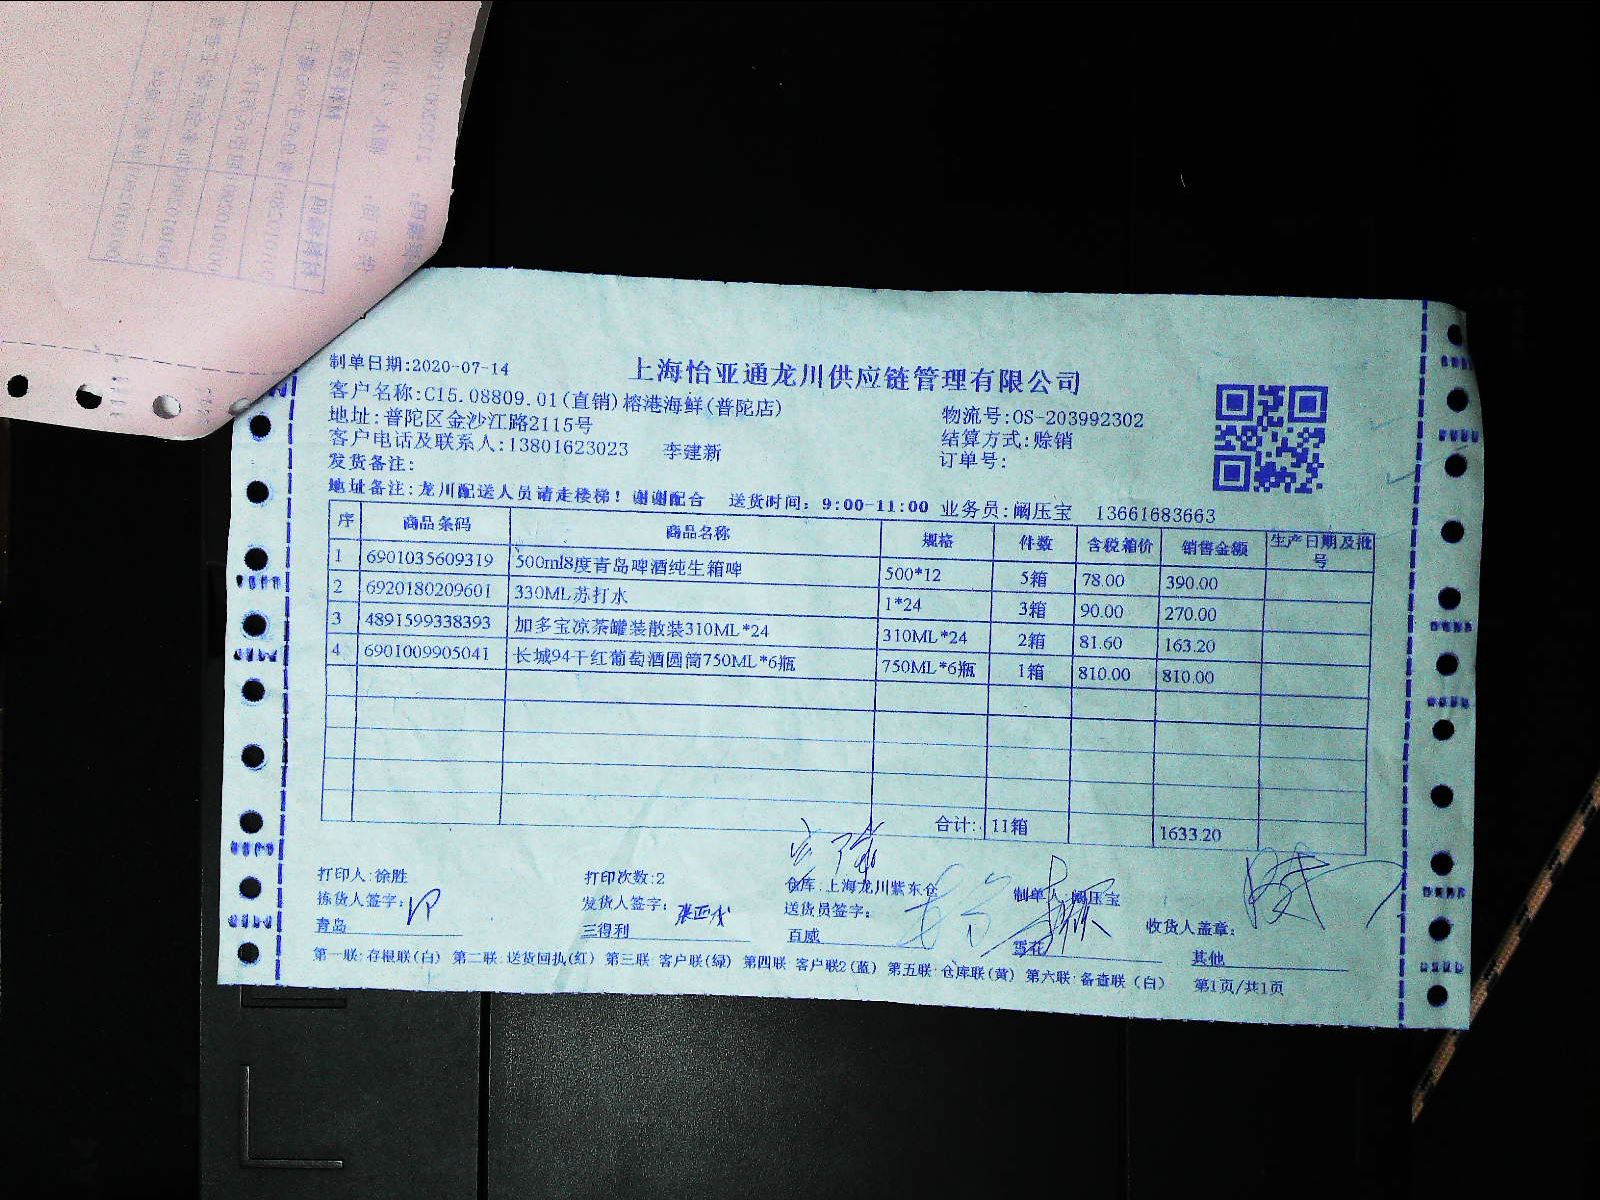 制单日期:2020-07-14
上海怡亚通龙川供应链管理有限公司
客户名称:C15.08809.01(直销)榕港海鲜(普陀店)
物流号:OS-203992302
地址:普陀区金沙江路2115号
结算方式:赊销
客户电话及联系人:13801623023 李建新
订单号:
发货备注:
地址备注:龙川配送人员请走楼梯！谢谢配合 送货时间: 9:00-11:00 业务员:阚压宝 13661683663
序 商品条码 商品名称 规格 件数 含税箱价 销售金额 生产日期及批号
1 6901035609319 500ml8度青岛啤酒纯生箱啤 500*12 5箱 78.00 390.00
2 6920180209601 330ML苏打水 1*24 3箱 90.00 270.00
3 4891599338393 加多宝凉茶罐装散装310ML*24 310ML*24 2箱 81.60 163.20
4 6901009905041 长城94干红葡萄酒圆筒750ML*6瓶 750ML*6瓶 1箱 810.00 810.00
合计: 11箱 1633.20
打印人:徐胜 打印次数:2 仓库:上海龙川紫东仓 制单人:阚压宝
拣货人签字: 发货人签字: 张亚戈 送货员签字: 收货人盖章:
青岛 三得利 百威 雪花 其他
第一联:存根联(白) 第二联:送货回执(红) 第三联:客户联(绿) 第四联:客户联2(蓝) 第五联:仓库联(黄) 第六联:备查联(白) 第1页/共1页